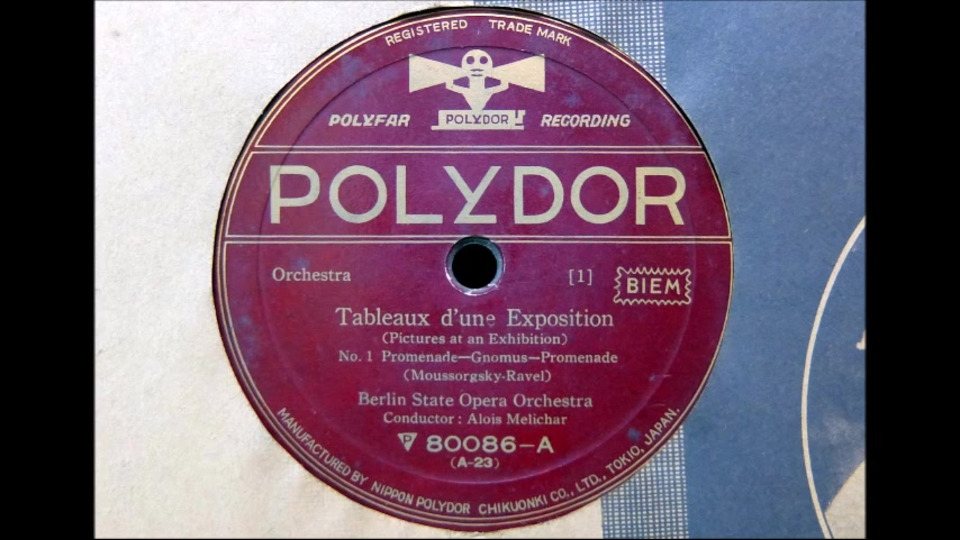 REGISTERED TRADE MARK
POLYFAR POLYDOR RECORDING
POLYDOR
Orchestra [1] BIEM
Tableaux d'une Exposition
(Pictures at an Exhibition)
No. 1 Promenade—Gnomus—Promenade
(Moussorgsky-Ravel)
Berlin State Opera Orchestra
Conductor : Alois Melichar
P 80086-A
(A-23)
MANUFACTURED BY NIPPON POLYDOR CHIKUONKI CO., LTD., TOKIO, JAPAN.